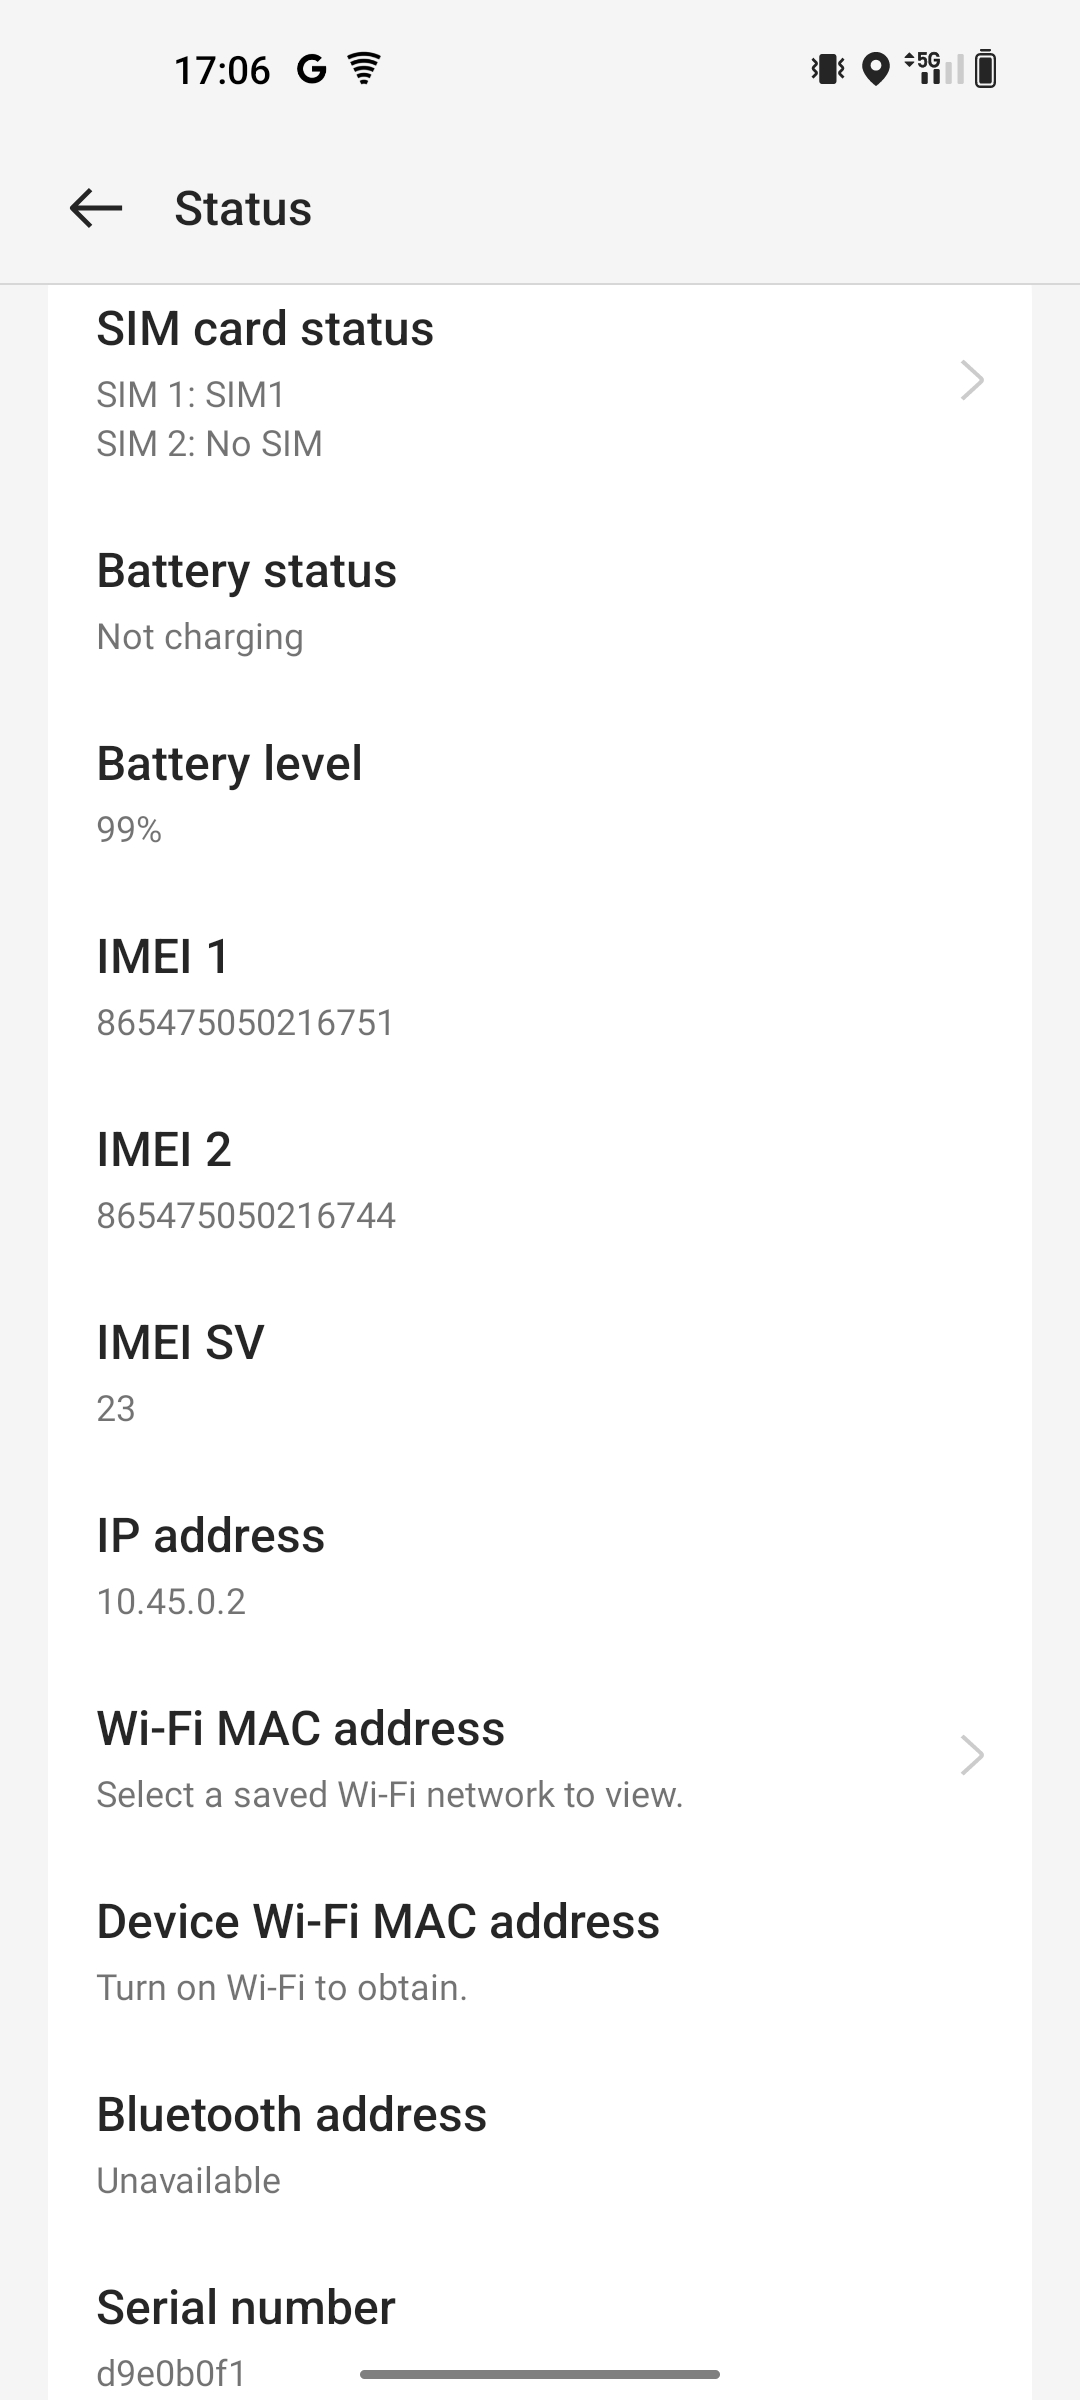 17:06 G 5G
Status
SIM card status
SIM 1: SIM1
SIM 2: No SIM
Battery status
Not charging
Battery level
99%
IMEI 1
865475050216751
IMEI 2
865475050216744
IMEI SV
23
IP address
10.45.0.2
Wi-Fi MAC address
Select a saved Wi-Fi network to view.
Device Wi-Fi MAC address
Turn on Wi-Fi to obtain.
Bluetooth address
Unavailable
Serial number
d9e0b0f1